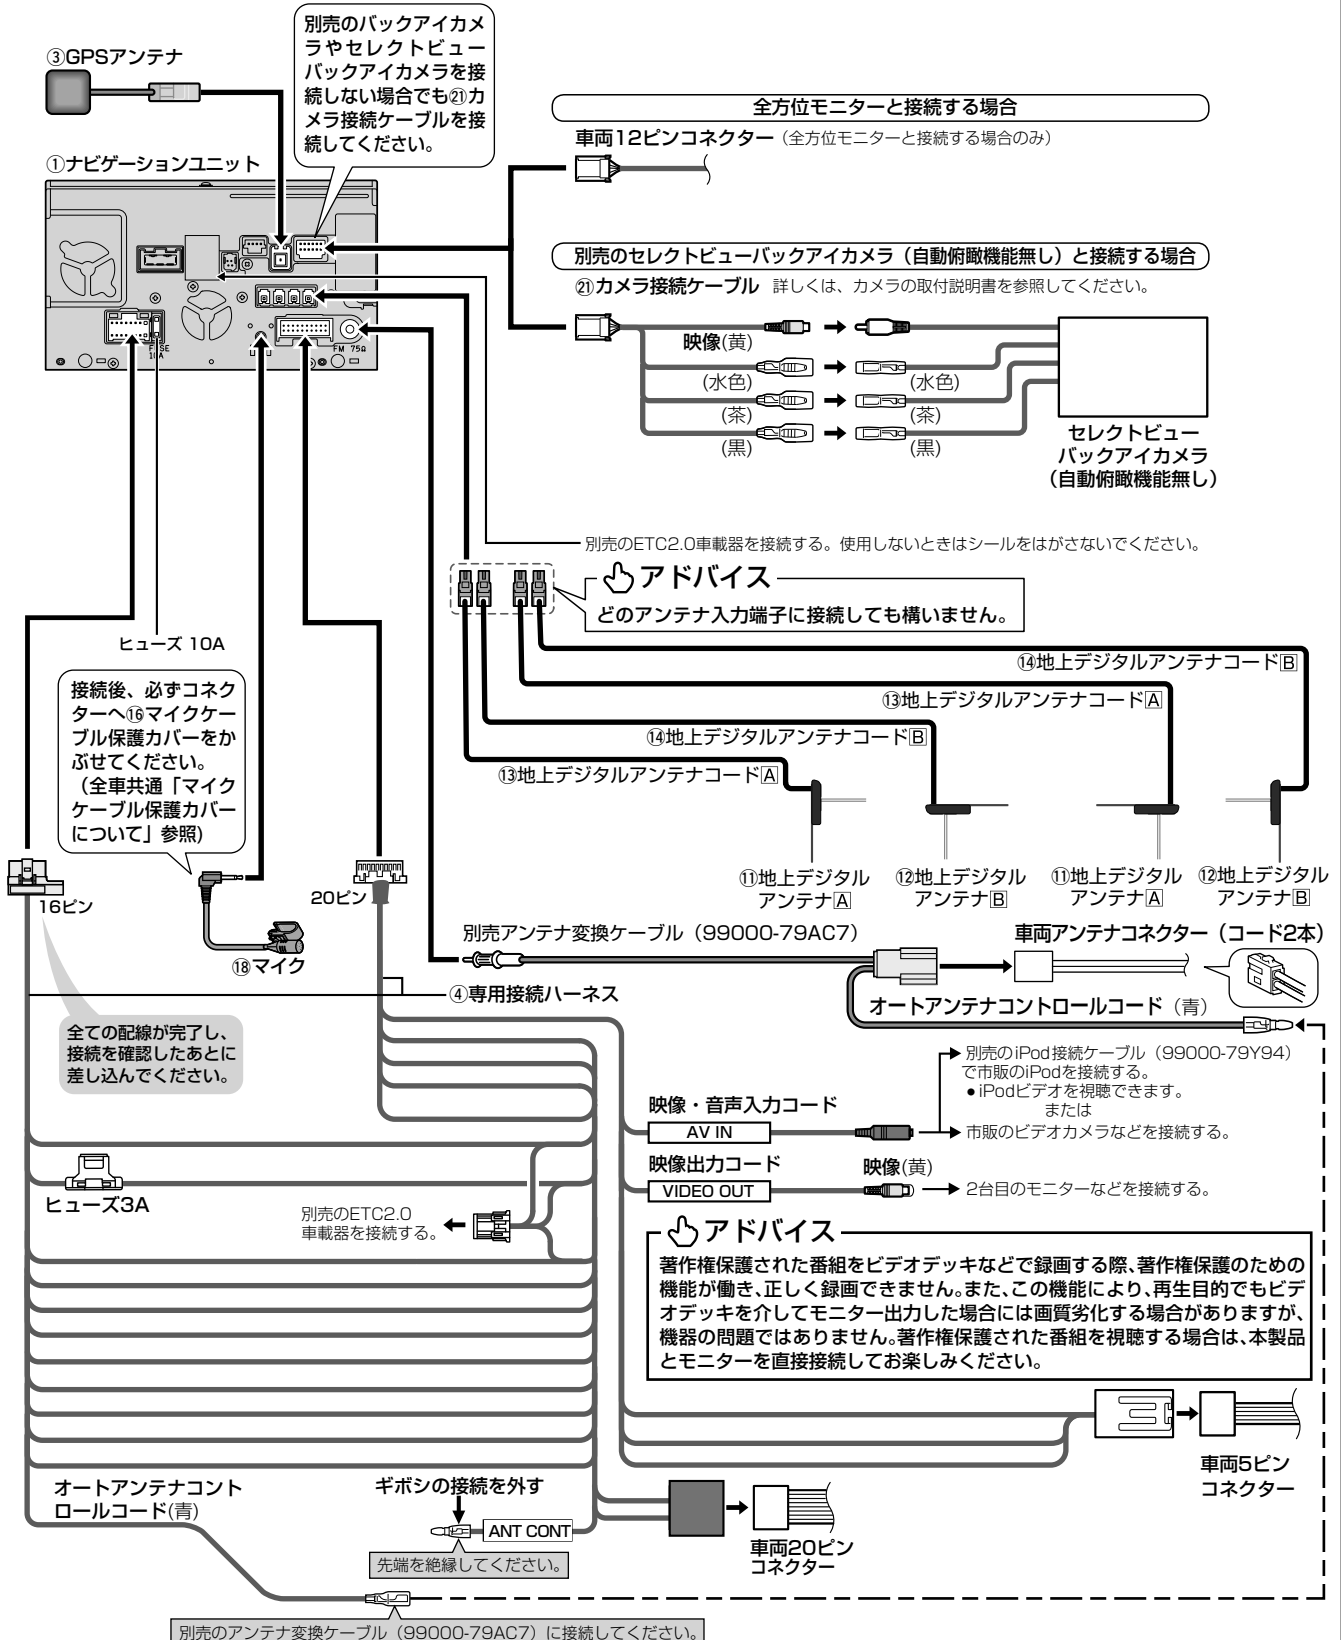 別売のバックアイカメ
ラやセレクトビュー
バックアイカメラを接
続しない場合でも㉑カ
メラ接続ケーブルを接
続してください。
③GPSアンテナ
①ナビゲーションユニット
FUSE
10A
FM 75Ω
全方位モニターと接続する場合
車両12ピンコネクター（全方位モニターと接続する場合のみ）
別売のセレクトビューバックアイカメラ（自動俯瞰機能無し）と接続する場合
㉑カメラ接続ケーブル 詳しくは、カメラの取付説明書を参照してください。
映像(黄)
(水色)
(水色)
(茶)
(茶)
(黒)
(黒)
セレクトビュー
バックアイカメラ
（自動俯瞰機能無し）
別売のETC2.0車載器を接続する。使用しないときはシールをはがさないでください。
アドバイス
どのアンテナ入力端子に接続しても構いません。
ヒューズ 10A
接続後、必ずコネク
ターへ⑯マイクケー
ブル保護カバーをか
ぶせてください。
（全車共通「マイク
ケーブル保護カバー
について」参照)
⑭地上デジタルアンテナコードB
⑬地上デジタルアンテナコードA
⑭地上デジタルアンテナコードB
⑬地上デジタルアンテナコードA
⑪地上デジタル
アンテナA
⑫地上デジタル
アンテナB
⑪地上デジタル
アンテナA
⑫地上デジタル
アンテナB
16ピン
20ピン
⑱マイク
別売アンテナ変換ケーブル（99000-79AC7）
車両アンテナコネクター（コード2本）
④専用接続ハーネス
オートアンテナコントロールコード（青）
全ての配線が完了し、
接続を確認したあとに
差し込んでください。
別売のiPod接続ケーブル（99000-79Y94）
で市販のiPodを接続する。
●iPodビデオを視聴できます。
または
市販のビデオカメラなどを接続する。
映像・音声入力コード
AV IN
映像出力コード
映像(黄)
VIDEO OUT
2台目のモニターなどを接続する。
ヒューズ3A
別売のETC2.0
車載器を接続する。
アドバイス
著作権保護された番組をビデオデッキなどで録画する際、著作権保護のための
機能が働き、正しく録画できません。また、この機能により、再生目的でもビデ
オデッキを介してモニター出力した場合には画質劣化する場合がありますが、
機器の問題ではありません。著作権保護された番組を視聴する場合は、本製品
とモニターを直接接続してお楽しみください。
車両5ピン
コネクター
オートアンテナコント
ロールコード(青)
ギボシの接続を外す
ANT CONT
先端を絶縁してください。
車両20ピン
コネクター
別売のアンテナ変換ケーブル（99000-79AC7）に接続してください。